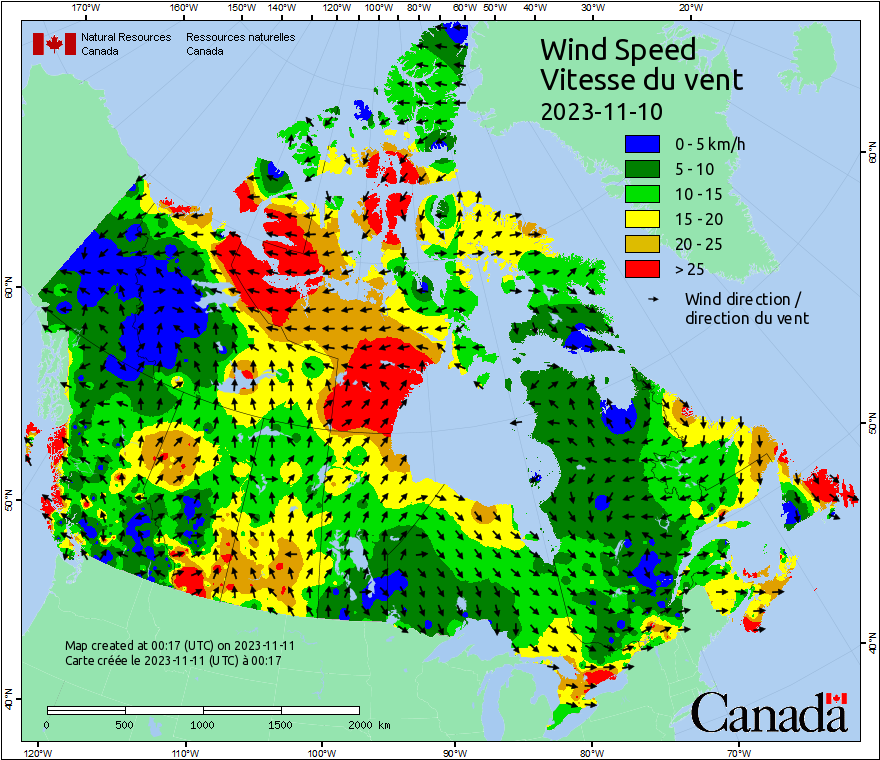 170°W 160°W 150°W 140°W 130°W 120°W 110°W 100°W 90°W 80°W 70°W 60°W 50°W 40°W 30°W 20°W
Natural Resources Canada
Ressources naturelles Canada
Wind Speed
Vitesse du vent
2023-11-10
0 - 5 km/h
5 - 10
10 - 15
15 - 20
20 - 25
> 25
Wind direction /
direction du vent
60°N
60°N
50°N
50°N
40°N
40°N
Map created at 00:17 (UTC) on 2023-11-11
Carte créée le 2023-11-11 (UTC) à 00:17
0 500 1000 1500 2000 km
Canada
120°W 110°W 100°W 90°W 80°W 70°W